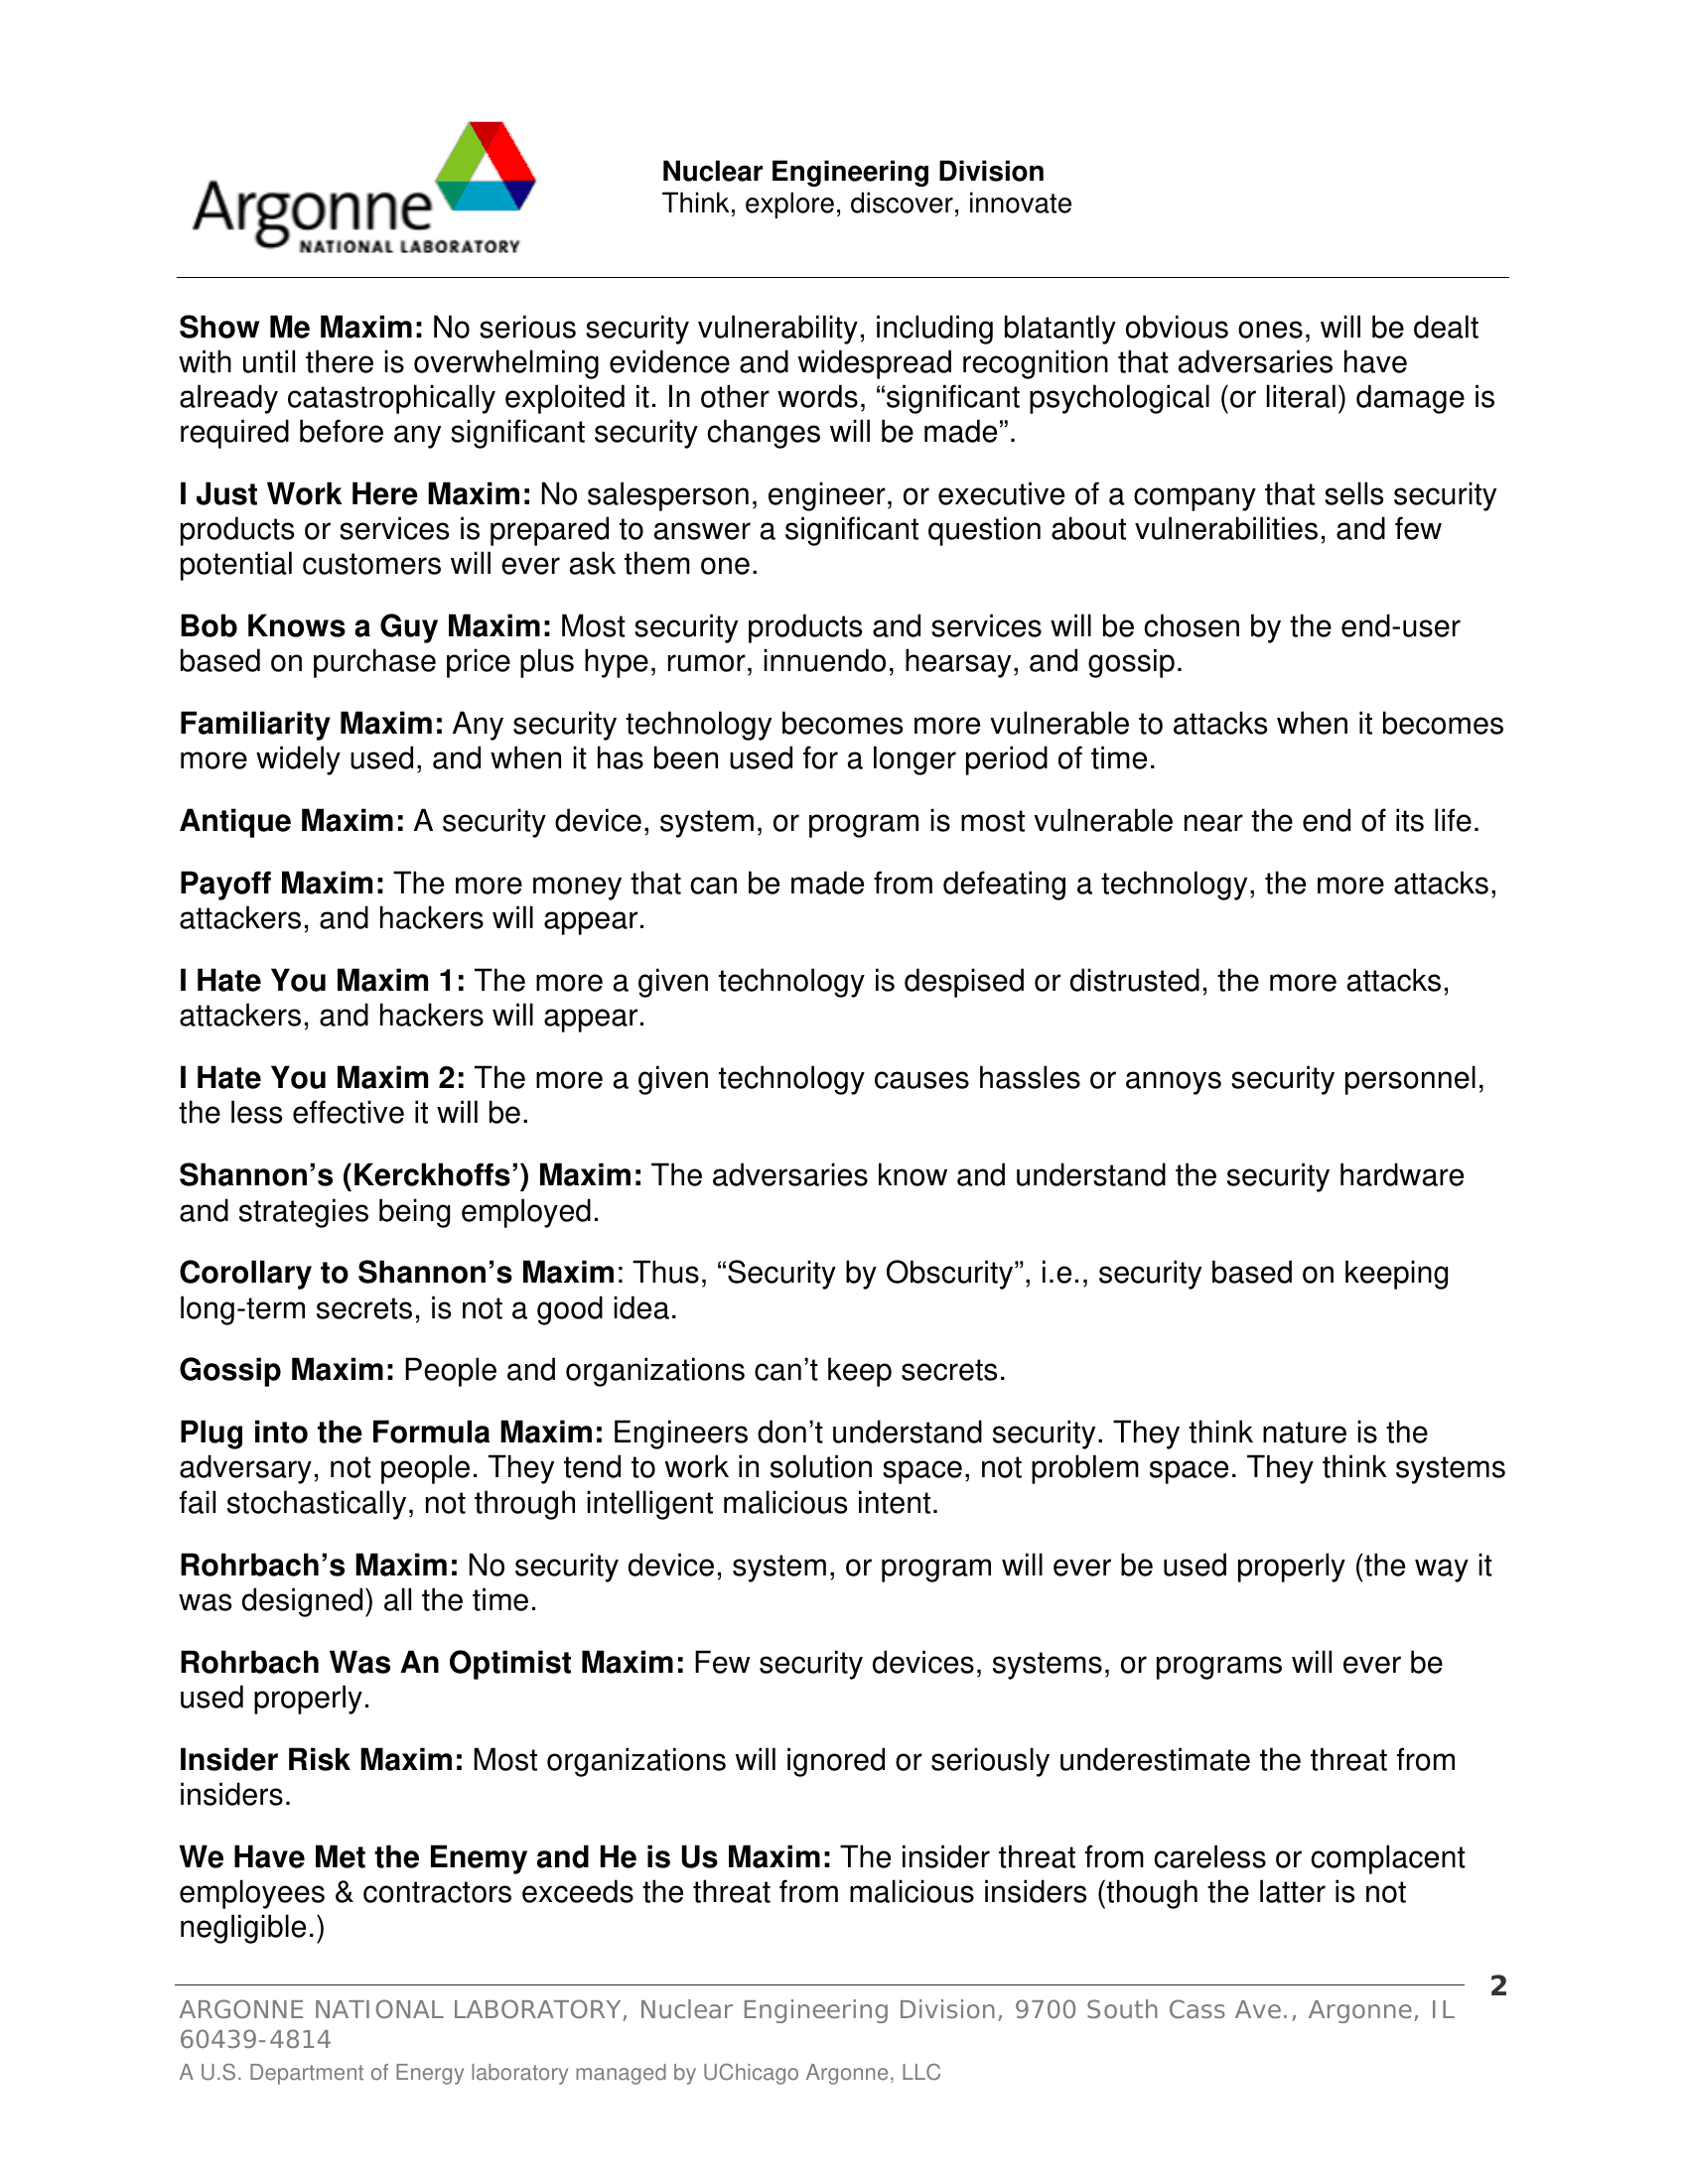 Argonne
NATIONAL LABORATORY
Nuclear Engineering Division
Think, explore, discover, innovate
Show Me Maxim: No serious security vulnerability, including blatantly obvious ones, will be dealt
with until there is overwhelming evidence and widespread recognition that adversaries have
already catastrophically exploited it. In other words, “significant psychological (or literal) damage is
required before any significant security changes will be made”.
I Just Work Here Maxim: No salesperson, engineer, or executive of a company that sells security
products or services is prepared to answer a significant question about vulnerabilities, and few
potential customers will ever ask them one.
Bob Knows a Guy Maxim: Most security products and services will be chosen by the end-user
based on purchase price plus hype, rumor, innuendo, hearsay, and gossip.
Familiarity Maxim: Any security technology becomes more vulnerable to attacks when it becomes
more widely used, and when it has been used for a longer period of time.
Antique Maxim: A security device, system, or program is most vulnerable near the end of its life.
Payoff Maxim: The more money that can be made from defeating a technology, the more attacks,
attackers, and hackers will appear.
I Hate You Maxim 1: The more a given technology is despised or distrusted, the more attacks,
attackers, and hackers will appear.
I Hate You Maxim 2: The more a given technology causes hassles or annoys security personnel,
the less effective it will be.
Shannon’s (Kerckhoffs’) Maxim: The adversaries know and understand the security hardware
and strategies being employed.
Corollary to Shannon’s Maxim: Thus, “Security by Obscurity”, i.e., security based on keeping
long-term secrets, is not a good idea.
Gossip Maxim: People and organizations can’t keep secrets.
Plug into the Formula Maxim: Engineers don’t understand security. They think nature is the
adversary, not people. They tend to work in solution space, not problem space. They think systems
fail stochastically, not through intelligent malicious intent.
Rohrbach’s Maxim: No security device, system, or program will ever be used properly (the way it
was designed) all the time.
Rohrbach Was An Optimist Maxim: Few security devices, systems, or programs will ever be
used properly.
Insider Risk Maxim: Most organizations will ignored or seriously underestimate the threat from
insiders.
We Have Met the Enemy and He is Us Maxim: The insider threat from careless or complacent
employees & contractors exceeds the threat from malicious insiders (though the latter is not
negligible.)
2
ARGONNE NATIONAL LABORATORY, Nuclear Engineering Division, 9700 South Cass Ave., Argonne, IL
60439-4814
A U.S. Department of Energy laboratory managed by UChicago Argonne, LLC